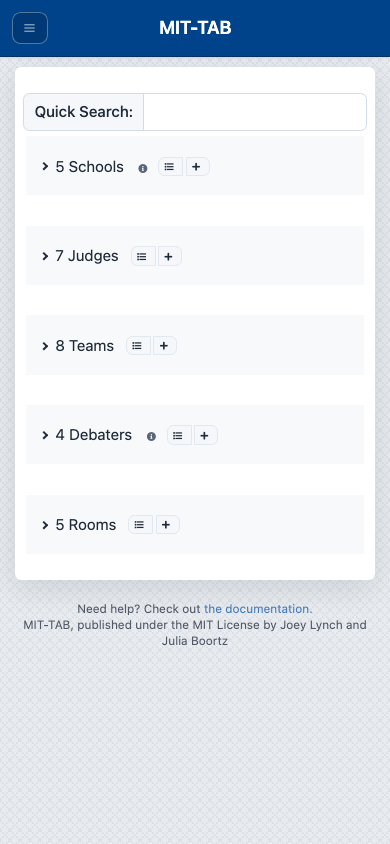 MIT-TAB
Quick Search:
5 Schools
7 Judges
8 Teams
4 Debaters
5 Rooms
Need help? Check out the documentation.
MIT-TAB, published under the MIT License by Joey Lynch and
Julia Boortz